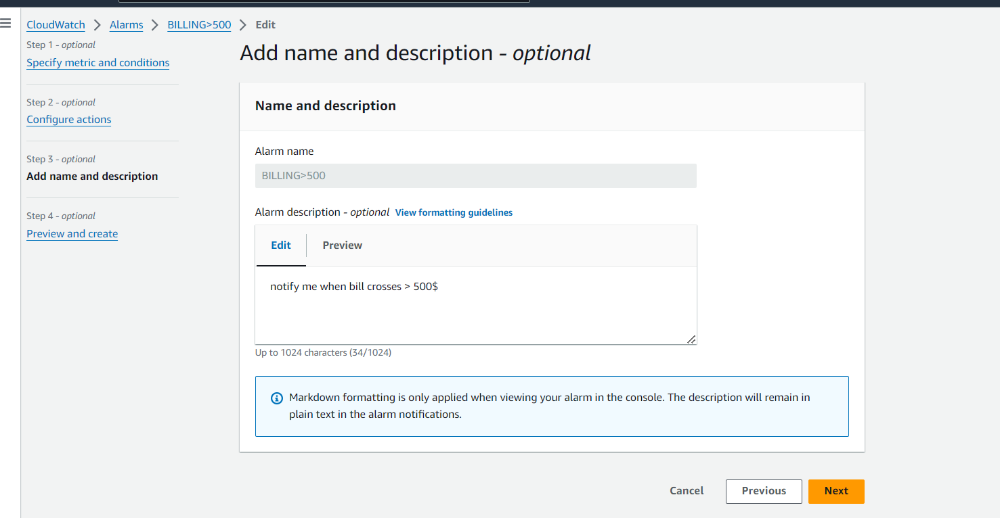 CloudWatch > Alarms > BILLING>500 > Edit
Step 1 - optional
Specify metric and conditions
Step 2 - optional
Configure actions
Step 3 - optional
Add name and description
Step 4 - optional
Preview and create
Add name and description - optional
Name and description
Alarm name
BILLING>500
Alarm description - optional View formatting guidelines
Edit Preview
notify me when bill crosses > 500$
Up to 1024 characters (34/1024)
Markdown formatting is only applied when viewing your alarm in the console. The description will remain in
plain text in the alarm notifications.
Cancel Previous Next